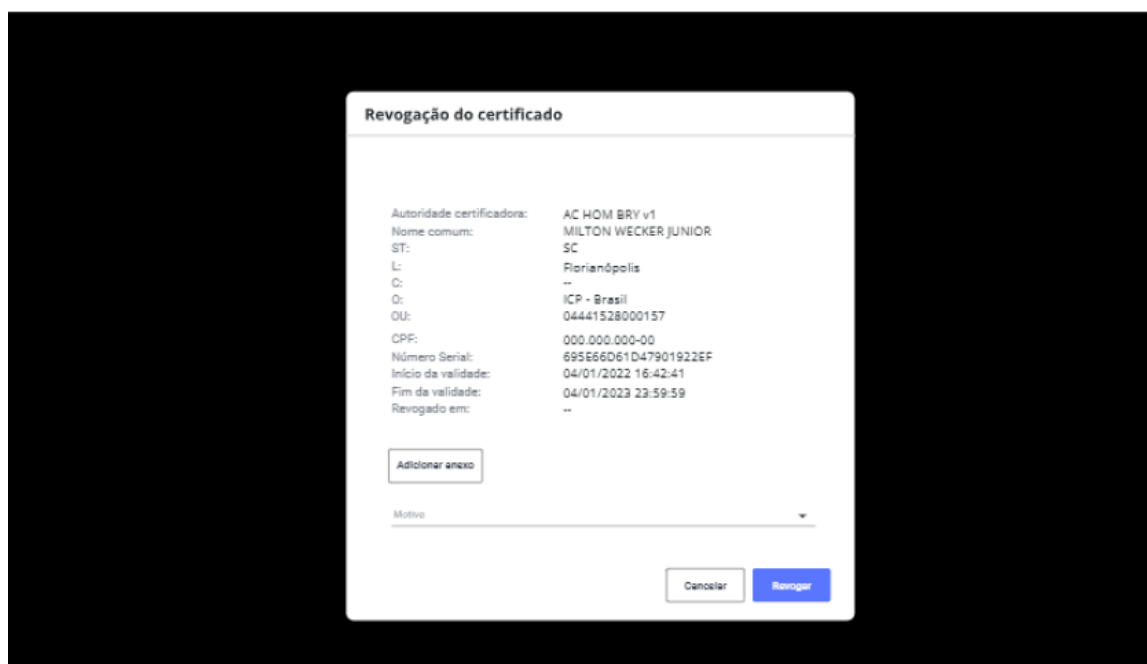 Revogação do certificado
Autoridade certificadora: AC HOM BRY v1
Nome comum: MILTON WECKER JUNIOR
ST: SC
L: Florianópolis
C: --
O: ICP - Brasil
OU: 04441528000157
CPF: 000.000.000-00
Número Serial: 695E66D61D47901922EF
Início da validade: 04/01/2022 16:42:41
Fim da validade: 04/01/2023 23:59:59
Revogado em: --
Adicionar anexo
Motivo
Cancelar Revogar